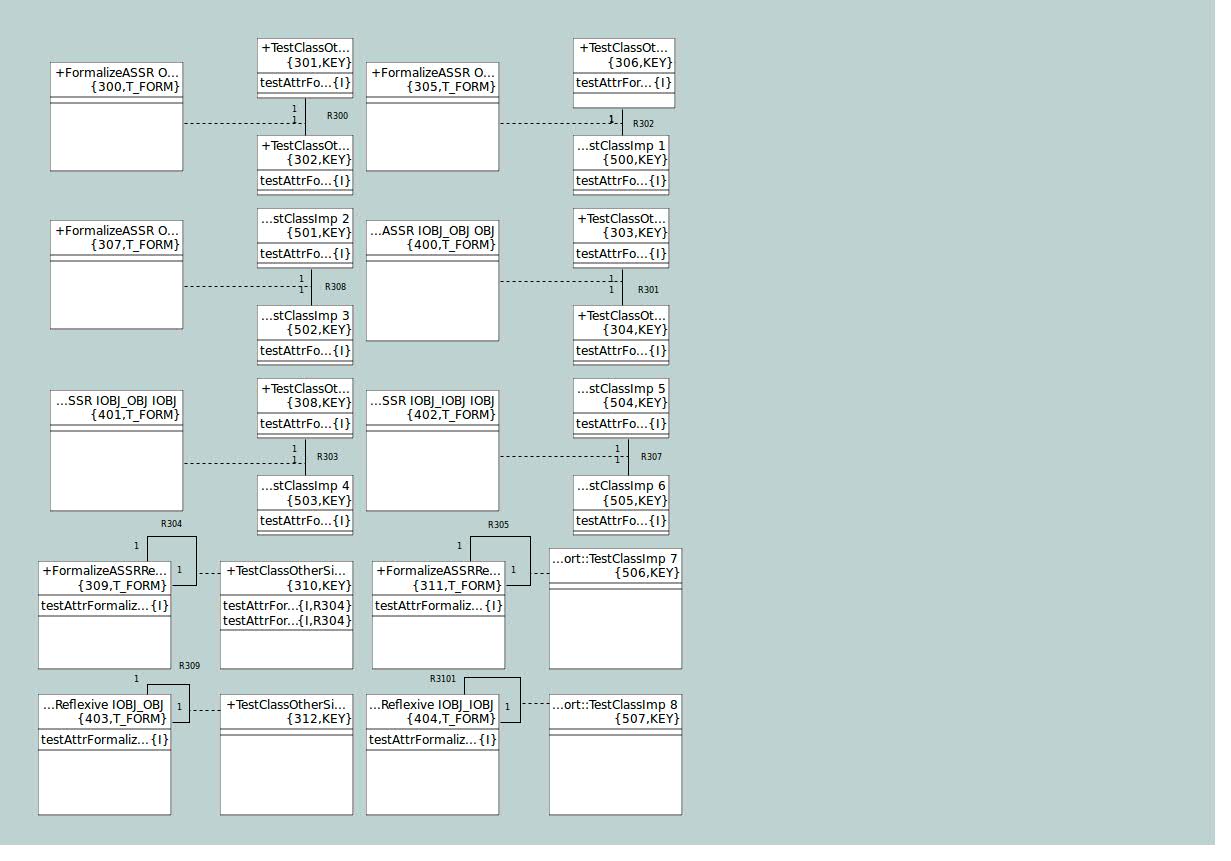 +FormalizeASSR O...
{300,T_FORM}
+TestClassOt...
{301,KEY}
testAttrFo...{I}
1
1
R300
+TestClassOt...
{302,KEY}
testAttrFo...{I}
+FormalizeASSR O...
{305,T_FORM}
+TestClassOt...
{306,KEY}
testAttrFor...{I}
1
R302
...stClassImp 1
{500,KEY}
testAttrFo...{I}
+FormalizeASSR O...
{307,T_FORM}
...stClassImp 2
{501,KEY}
testAttrFo...{I}
1
1
R308
...stClassImp 3
{502,KEY}
testAttrFo...{I}
...ASSR IOBJ_OBJ OBJ
{400,T_FORM}
+TestClassOt...
{303,KEY}
testAttrFo...{I}
1
1
R301
+TestClassOt...
{304,KEY}
testAttrFo...{I}
...SSR IOBJ_OBJ IOBJ
{401,T_FORM}
+TestClassOt...
{308,KEY}
testAttrFo...{I}
1
1
R303
...stClassImp 4
{503,KEY}
testAttrFo...{I}
...SSR IOBJ_IOBJ IOBJ
{402,T_FORM}
...stClassImp 5
{504,KEY}
testAttrFo...{I}
1
1
R307
...stClassImp 6
{505,KEY}
testAttrFo...{I}
R304
1
1
+FormalizeASSRRe...
{309,T_FORM}
testAttrFormaliz...{I}
+TestClassOtherSi...
{310,KEY}
testAttrFor...{I,R304}
testAttrFor...{I,R304}
R305
1
1
+FormalizeASSRRe...
{311,T_FORM}
testAttrFormaliz...{I}
...ort::TestClassImp 7
{506,KEY}
R309
1
1
...Reflexive IOBJ_OBJ
{403,T_FORM}
testAttrFormaliz...{I}
+TestClassOtherSi...
{312,KEY}
R3101
1
...Reflexive IOBJ_IOBJ
{404,T_FORM}
testAttrFormaliz...{I}
...ort::TestClassImp 8
{507,KEY}